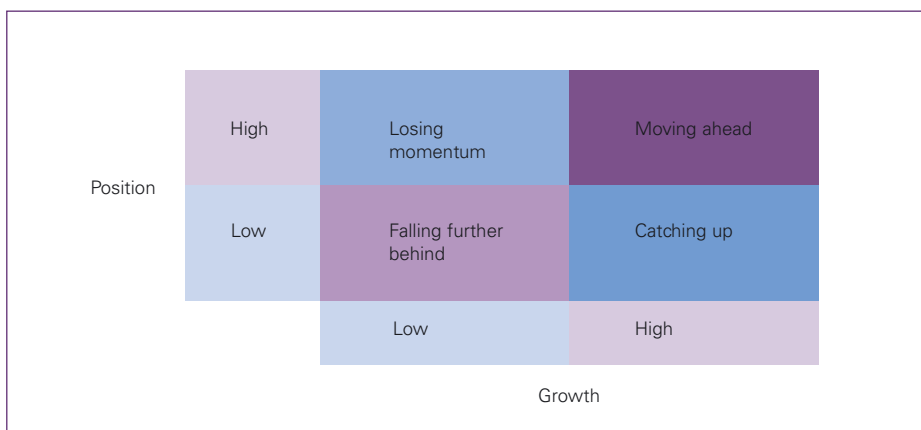 High
Losing
momentum
Moving ahead
Position
Low
Falling further
behind
Catching up
Low
High
Growth